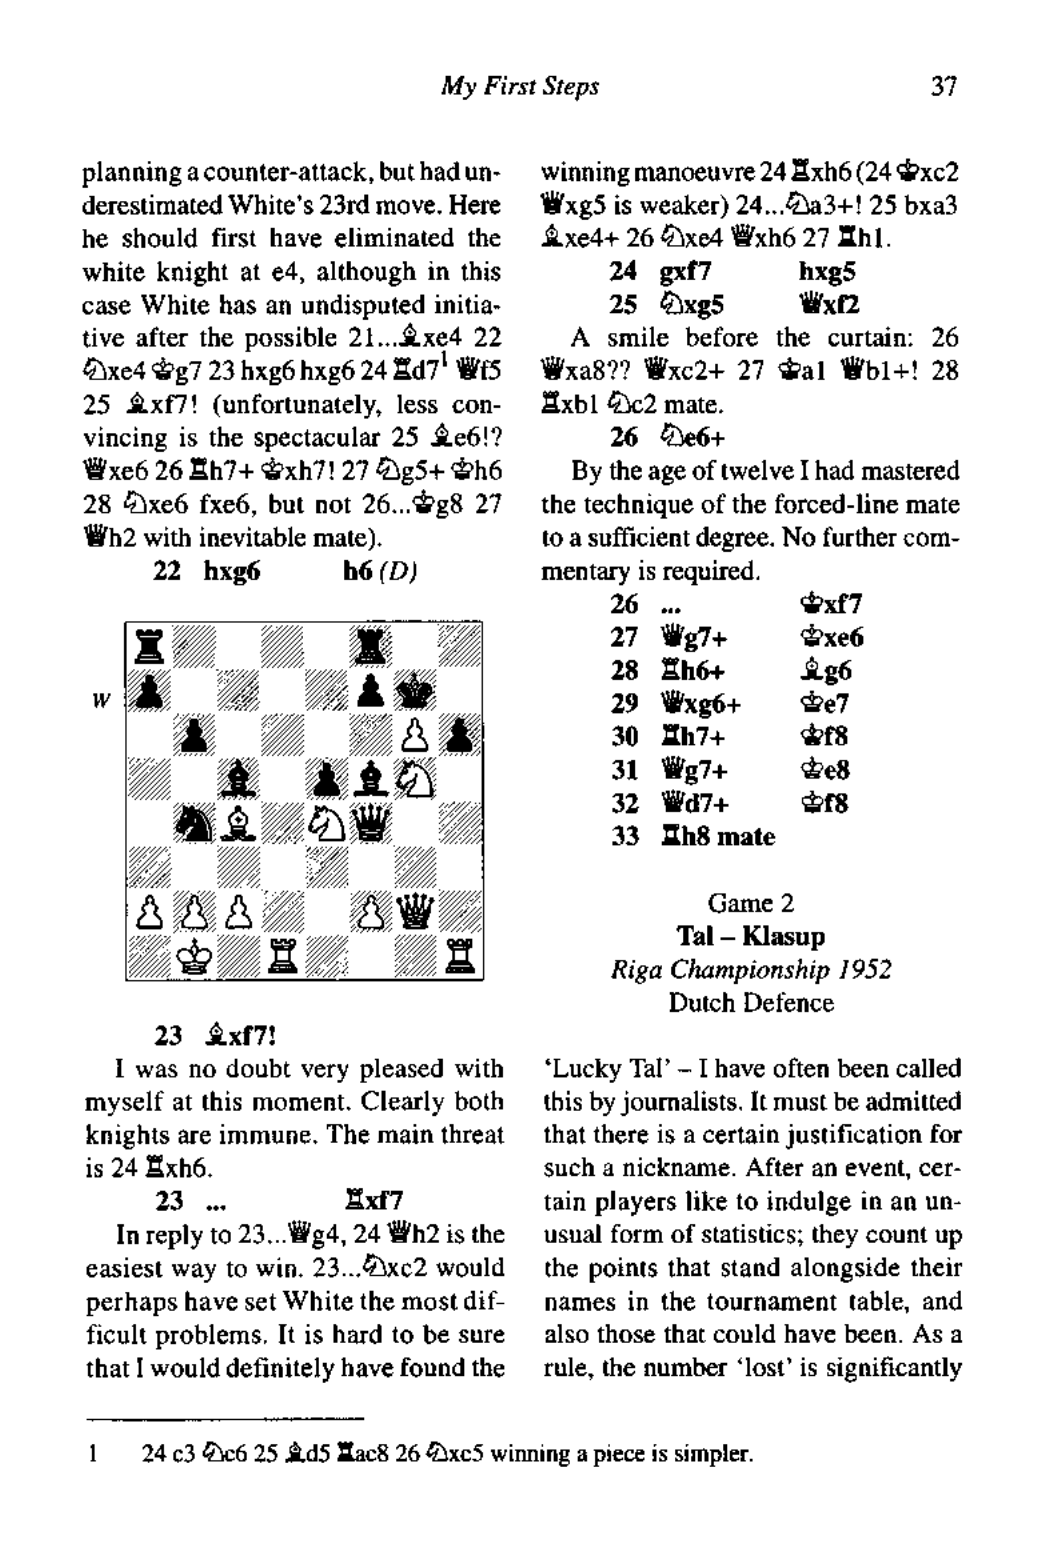 My First Steps 37
planning a counter-attack, but had un-
derestimated White's 23rd move. Here
he should first have eliminated the
white knight at e4, although in this
case White has an undisputed initia-
tive after the possible 21...♗xe4 22
♘xe4 ♔g7 23 hxg6 hxg6 24 ♖d7¹ ♕f5
25 ♗xf7! (unfortunately, less con-
vincing is the spectacular 25 ♗e6!?
♕xe6 26 ♖h7+ ♔xh7! 27 ♘g5+ ♔h6
28 ♘xe6 fxe6, but not 26...♔g8 27
♕h2 with inevitable mate).
22 hxg6 h6 (D)
W
23 ♗xf7!
I was no doubt very pleased with
myself at this moment. Clearly both
knights are immune. The main threat
is 24 ♖xh6.
23 ... ♖xf7
In reply to 23...♕g4, 24 ♕h2 is the
easiest way to win. 23...♘xc2 would
perhaps have set White the most dif-
ficult problems. It is hard to be sure
that I would definitely have found the
winning manoeuvre 24 ♖xh6 (24 ♔xc2
♕xg5 is weaker) 24...♘a3+! 25 bxa3
♗xe4+ 26 ♘xe4 ♕xh6 27 ♖h1.
24 gxf7 hxg5
25 ♘xg5 ♕xf2
A smile before the curtain: 26
♕xa8?? ♕xc2+ 27 ♔a1 ♕b1+! 28
♖xb1 ♘c2 mate.
26 ♘e6+
By the age of twelve I had mastered
the technique of the forced-line mate
to a sufficient degree. No further com-
mentary is required.
26 ... ♔xf7
27 ♕g7+ ♔xe6
28 ♖h6+ ♗g6
29 ♕xg6+ ♔e7
30 ♖h7+ ♔f8
31 ♕g7+ ♔e8
32 ♕d7+ ♔f8
33 ♖h8 mate
Game 2
Tal – Klasup
Riga Championship 1952
Dutch Defence
'Lucky Tal' – I have often been called
this by journalists. It must be admitted
that there is a certain justification for
such a nickname. After an event, cer-
tain players like to indulge in an un-
usual form of statistics; they count up
the points that stand alongside their
names in the tournament table, and
also those that could have been. As a
rule, the number 'lost' is significantly
1 24 c3 ♘c6 25 ♗d5 ♖ac8 26 ♘xc5 winning a piece is simpler.